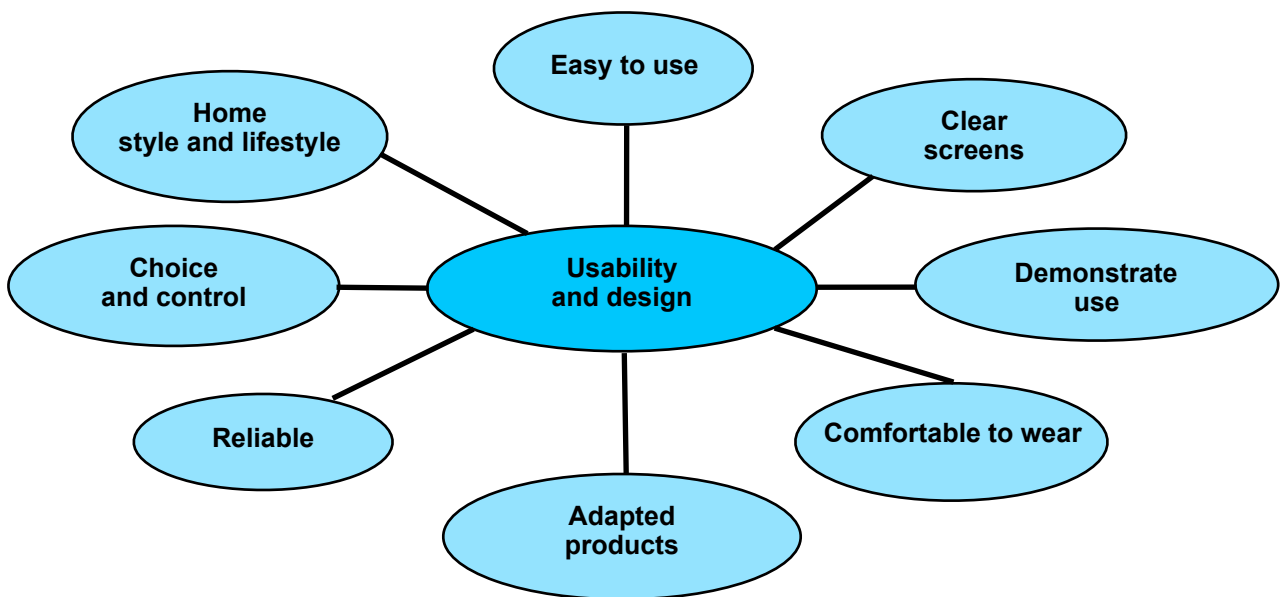 Easy to use
Home
style and lifestyle
Clear
screens
Choice
and control
Usability
and design
Demonstrate
use
Reliable
Comfortable to wear
Adapted
products